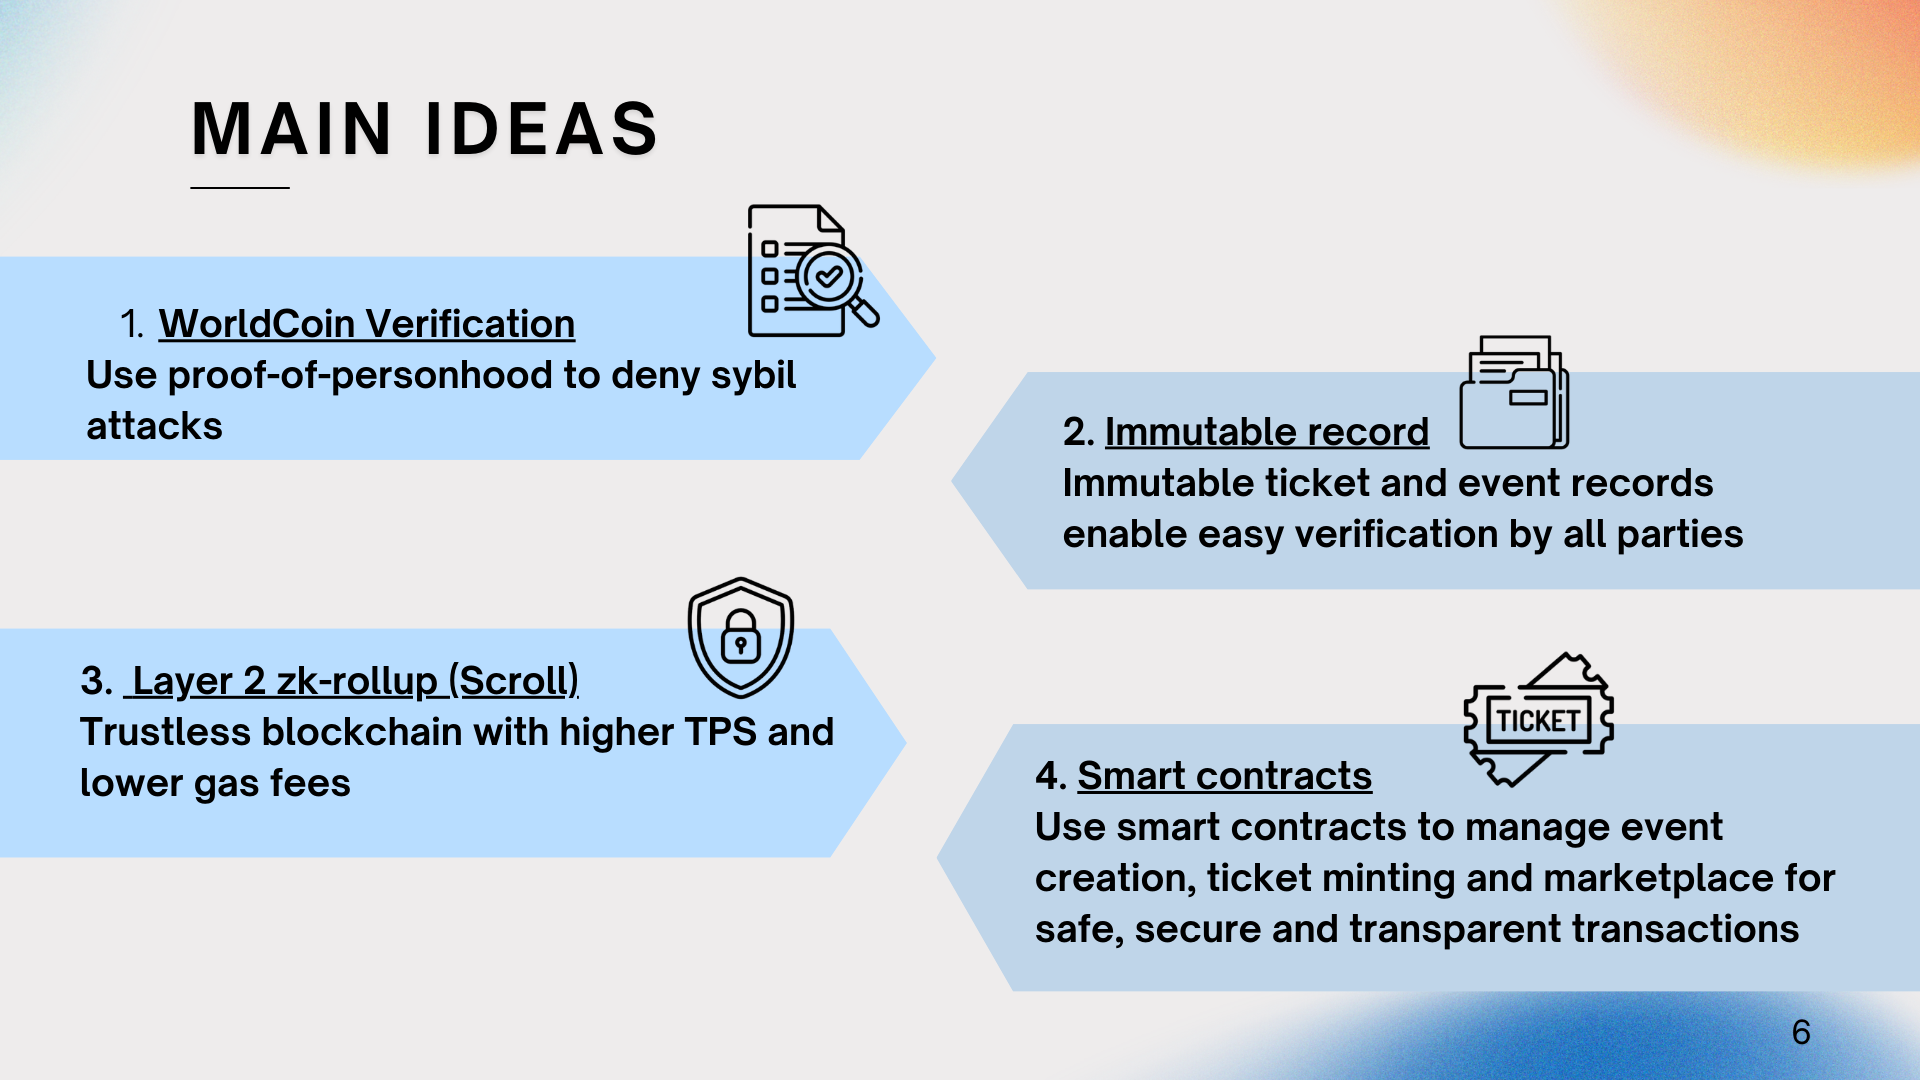 MAIN IDEAS
1. WorldCoin Verification
Use proof-of-personhood to deny sybil
attacks
2. Immutable record
Immutable ticket and event records
enable easy verification by all parties
3. Layer 2 zk-rollup (Scroll)
Trustless blockchain with higher TPS and
lower gas fees
TICKET
4. Smart contracts
Use smart contracts to manage event
creation, ticket minting and marketplace for
safe, secure and transparent transactions
6